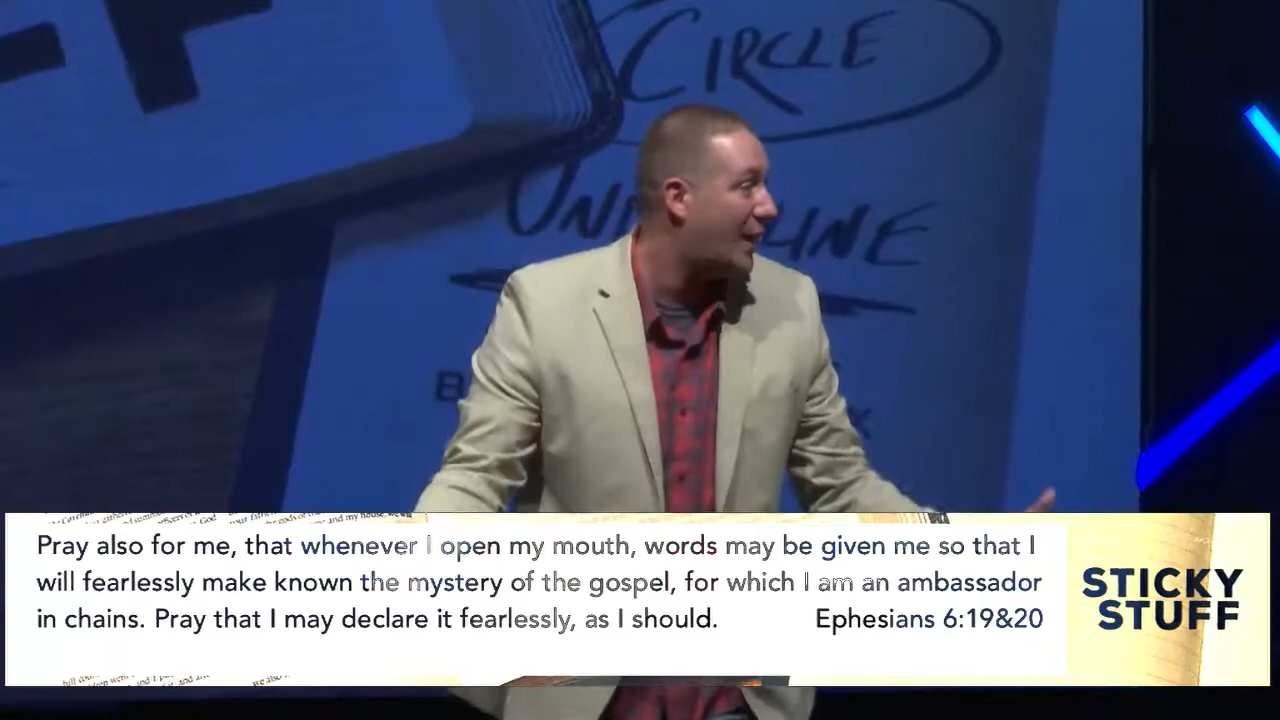 CIRCLE
UNDERLINE
Pray also for me, that whenever I open my mouth, words may be given me so that I
will fearlessly make known the mystery of the gospel, for which I am an ambassador
in chains. Pray that I may declare it fearlessly, as I should. Ephesians 6:19&20
STICKY
STUFF